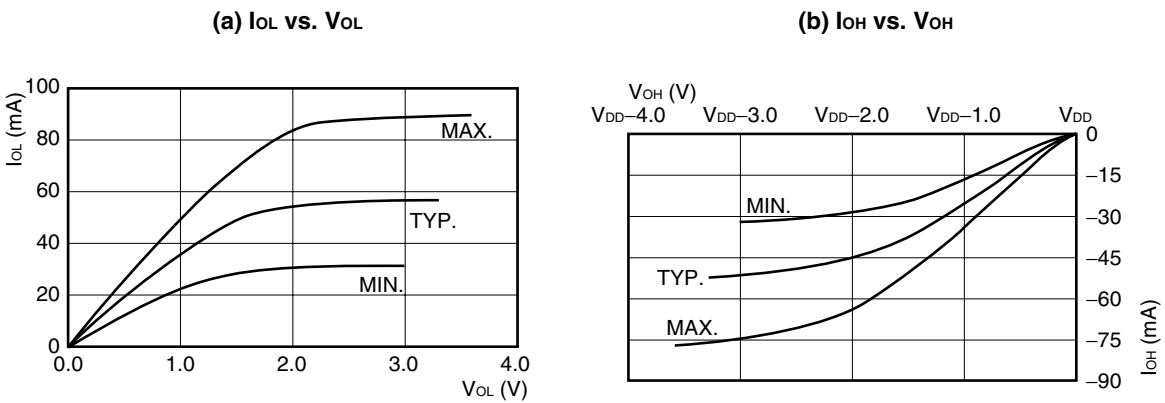 (a) IOL vs. VOL
IOL (mA)
100
80
60
40
20
0
0.0 1.0 2.0 3.0 4.0
VOL (V)
MAX.
TYP.
MIN.
(b) IOH vs. VOH
VOH (V)
VDD–4.0 VDD–3.0 VDD–2.0 VDD–1.0 VDD
0
–15
–30
–45
–60
–75
–90
IOH (mA)
MIN.
TYP.
MAX.